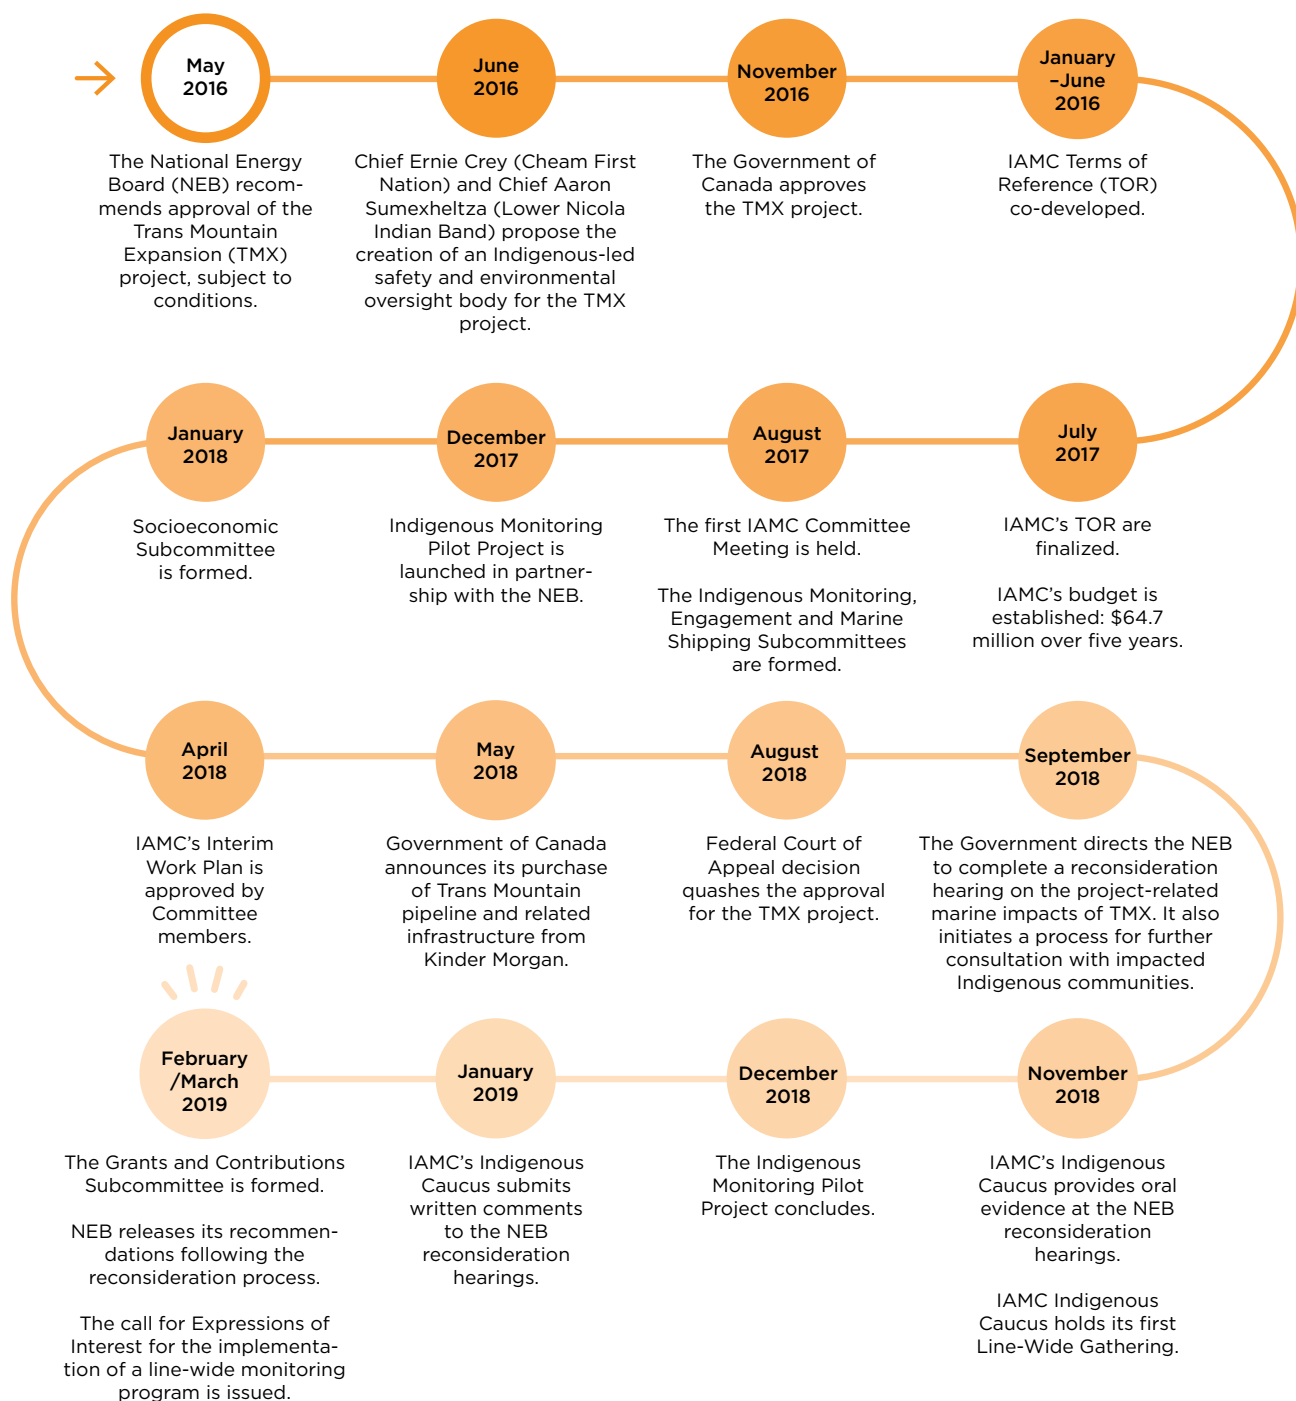 May
2016
The National Energy
Board (NEB) recom-
mends approval of the
Trans Mountain
Expansion (TMX)
project, subject to
conditions.
June
2016
Chief Ernie Crey (Cheam First
Nation) and Chief Aaron
Sumexheltza (Lower Nicola
Indian Band) propose the
creation of an Indigenous-led
safety and environmental
oversight body for the TMX
project.
November
2016
The Government of
Canada approves
the TMX project.
January
–June
2016
IAMC Terms of
Reference (TOR)
co-developed.
July
2017
IAMC’s TOR are
finalized.
IAMC’s budget is
established: $64.7
million over five years.
August
2017
The first IAMC Committee
Meeting is held.
The Indigenous Monitoring,
Engagement and Marine
Shipping Subcommittees
are formed.
December
2017
Indigenous Monitoring
Pilot Project is
launched in partner-
ship with the NEB.
January
2018
Socioeconomic
Subcommittee
is formed.
April
2018
IAMC’s Interim
Work Plan is
approved by
Committee
members.
May
2018
Government of Canada
announces its purchase
of Trans Mountain
pipeline and related
infrastructure from
Kinder Morgan.
August
2018
Federal Court of
Appeal decision
quashes the approval
for the TMX project.
September
2018
The Government directs the NEB
to complete a reconsideration
hearing on the project-related
marine impacts of TMX. It also
initiates a process for further
consultation with impacted
Indigenous communities.
November
2018
IAMC’s Indigenous
Caucus provides oral
evidence at the NEB
reconsideration
hearings.
IAMC Indigenous
Caucus holds its first
Line-Wide Gathering.
December
2018
The Indigenous
Monitoring Pilot
Project concludes.
January
2019
IAMC’s Indigenous
Caucus submits
written comments
to the NEB
reconsideration
hearings.
February
/March
2019
The Grants and Contributions
Subcommittee is formed.
NEB releases its recommen-
dations following the
reconsideration process.
The call for Expressions of
Interest for the implementa-
tion of a line-wide monitoring
program is issued.